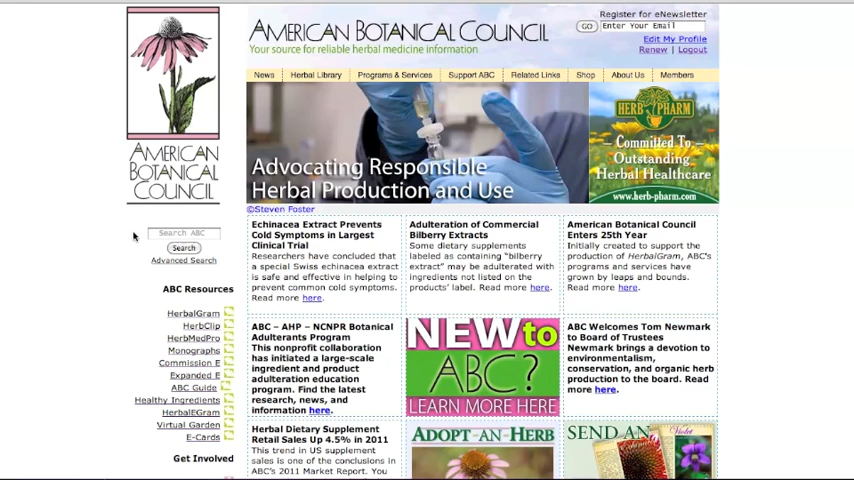 Register for eNewsletter
AMERICAN BOTANICAL COUNCIL
GO
Enter Your Email
Your source for reliable herbal medicine information
Edit My Profile
Renew | Logout
News
Herbal Library
Programs & Services
Support ABC
Related Links
Shop
About Us
Members
AMERICAN
BOTANICAL
COUNCIL
Advocating Responsible
Herbal Production and Use
HERB PHARM
Committed To
Outstanding
Herbal Healthcare
www.herb-pharm.com
©Steven Foster
Search ABC
Search
Advanced Search
ABC Resources
HerbalGram
HerbClip
HerbMedPro
Monographs
Commission E
Expanded E
ABC Guide
Healthy Ingredients
HerbalEGram
Virtual Garden
E-Cards
Get Involved
Echinacea Extract Prevents
Cold Symptoms in Largest
Clinical Trial
Researchers have concluded that
a special Swiss echinacea extract
is safe and effective in helping to
prevent common cold symptoms.
Read more here.
Adulteration of Commercial
Bilberry Extracts
Some dietary supplements
labeled as containing "bilberry
extract" may be adulterated with
ingredients not listed on the
products' label. Read more here.
American Botanical Council
Enters 25th Year
Initially created to support the
production of HerbalGram, ABC's
programs and services have
grown by leaps and bounds.
Read more here.
ABC – AHP – NCNPR Botanical
Adulterants Program
This nonprofit collaboration
has initiated a large-scale
ingredient and product
adulteration education
program. Find the latest
research, news, and
information here.
NEW to
ABC?
LEARN MORE HERE
ABC Welcomes Tom Newmark
to Board of Trustees
Newmark brings a devotion to
environmentalism,
conservation, and organic herb
production to the board. Read
more here.
Herbal Dietary Supplement
Retail Sales Up 4.5% in 2011
This trend in US supplement
sales is one of the conclusions in
ABC's 2011 Market Report. You
ADOPT-AN-HERB
SEND AN
Violet